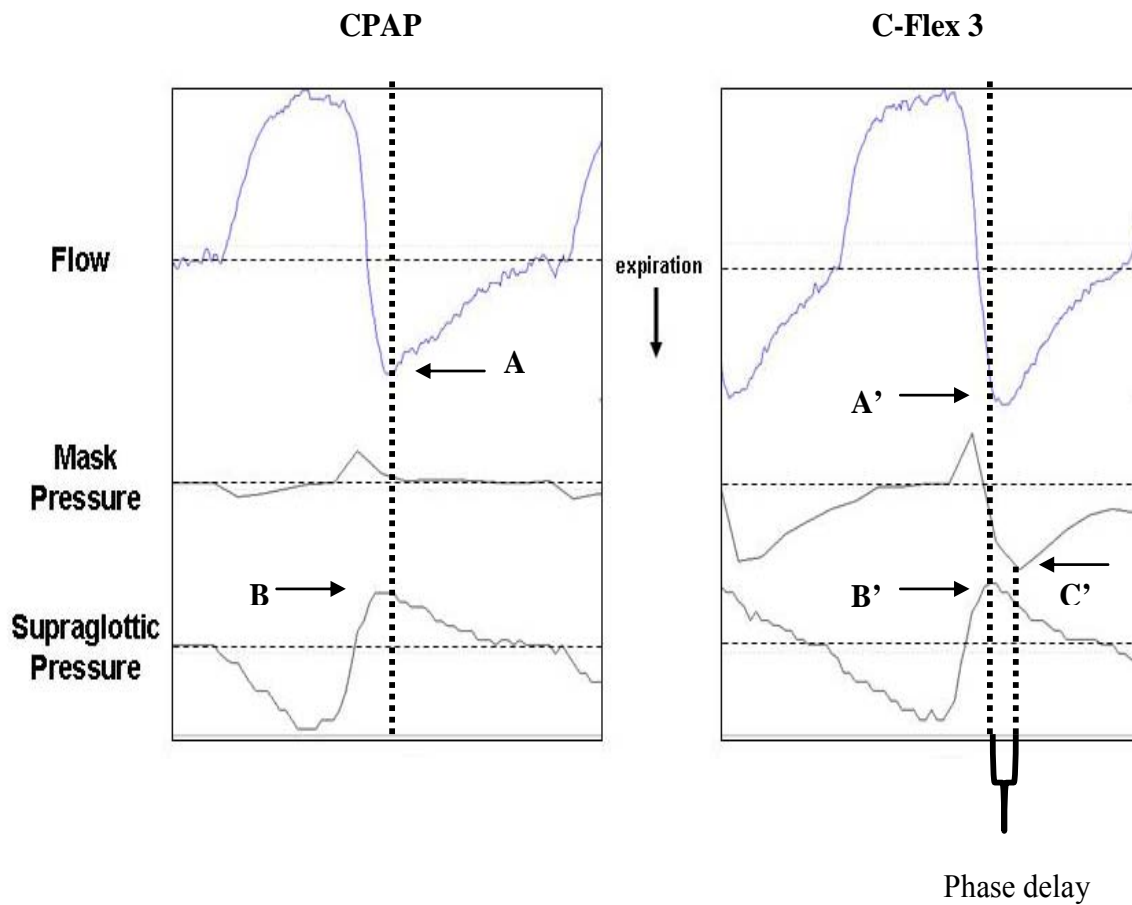 CPAP
C-Flex 3
Flow
expiration
A
A’
Mask
Pressure
B
B’
C’
Supraglottic
Pressure
Phase delay